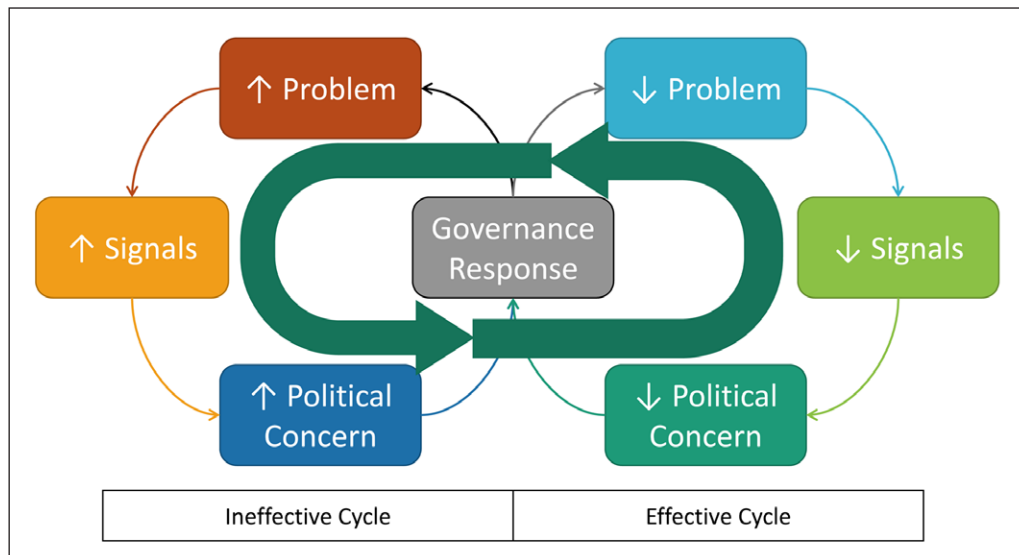 ↑ Problem
↓ Problem
↑ Signals
Governance
Response
↓ Signals
↑ Political
Concern
↓ Political
Concern
Ineffective Cycle
Effective Cycle